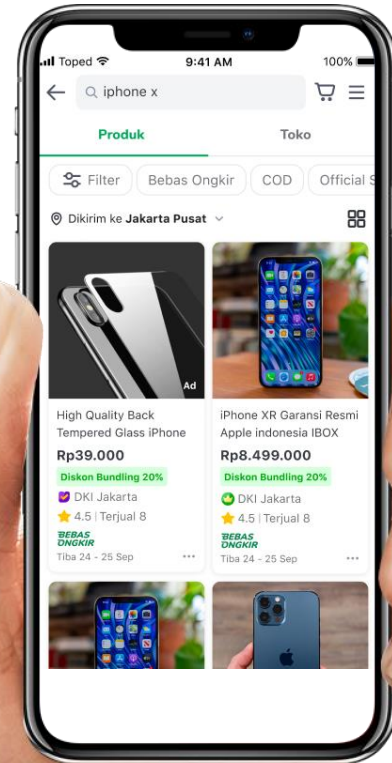 Toped
9:41 AM
100%
iphone x
Produk
Toko
Filter
Bebas Ongkir
COD
Official S
Dikirim ke Jakarta Pusat
Ad
High Quality Back
Tempered Glass iPhone
Rp39.000
Diskon Bundling 20%
DKI Jakarta
4.5 | Terjual 8
BEBAS
ONGKIR
Tiba 24 - 25 Sep
iPhone XR Garansi Resmi
Apple indonesia IBOX
Rp8.499.000
Diskon Bundling 20%
DKI Jakarta
4.5 | Terjual 8
BEBAS
ONGKIR
Tiba 24 - 25 Sep